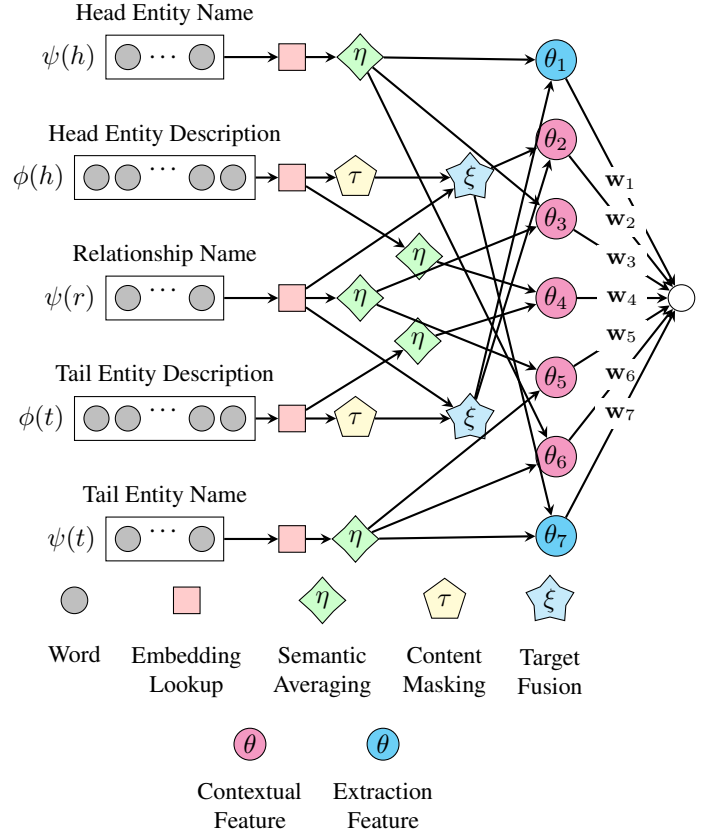 Head Entity Name
ψ(h) ··· η θ₁
Head Entity Description
ϕ(h) ··· τ ξ θ₂
w₁
w₂
θ₃
Relationship Name
η
w₃
ψ(r) ··· η θ₄ w₄
η
w₅
Tail Entity Description
θ₅
w₆
ϕ(t) ··· τ ξ
w₇
θ₆
Tail Entity Name
ψ(t) ··· η θ₇
η τ ξ
Word Embedding Semantic Content Target
Lookup Averaging Masking Fusion
θ θ
Contextual Extraction
Feature Feature